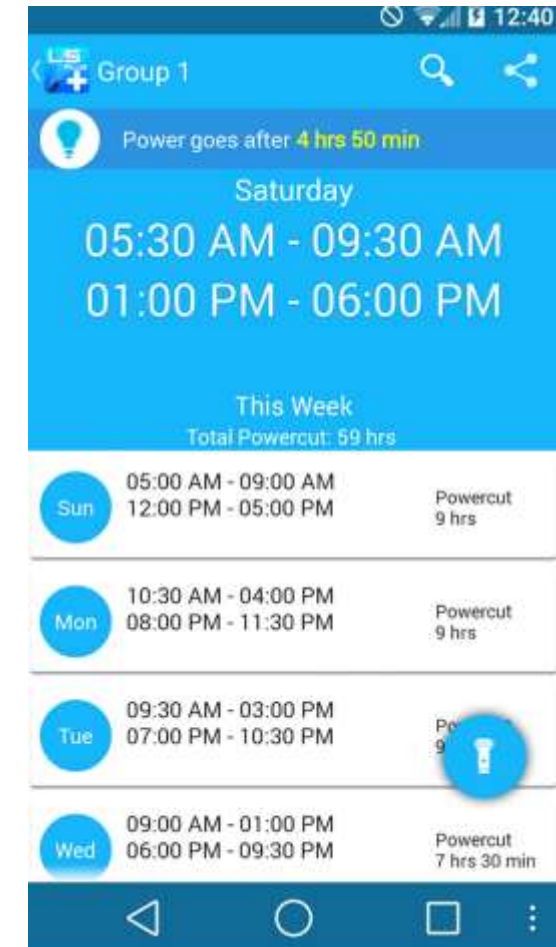 12:40
LS
Group 1
Power goes after 4 hrs 50 min
Saturday
05:30 AM - 09:30 AM
01:00 PM - 06:00 PM
This Week
Total Powercut: 59 hrs
Sun
05:00 AM - 09:00 AM
12:00 PM - 05:00 PM
Powercut
9 hrs
Mon
10:30 AM - 04:00 PM
08:00 PM - 11:30 PM
Powercut
9 hrs
Tue
09:30 AM - 03:00 PM
07:00 PM - 10:30 PM
9
Wed
09:00 AM - 01:00 PM
06:00 PM - 09:30 PM
Powercut
7 hrs 30 min